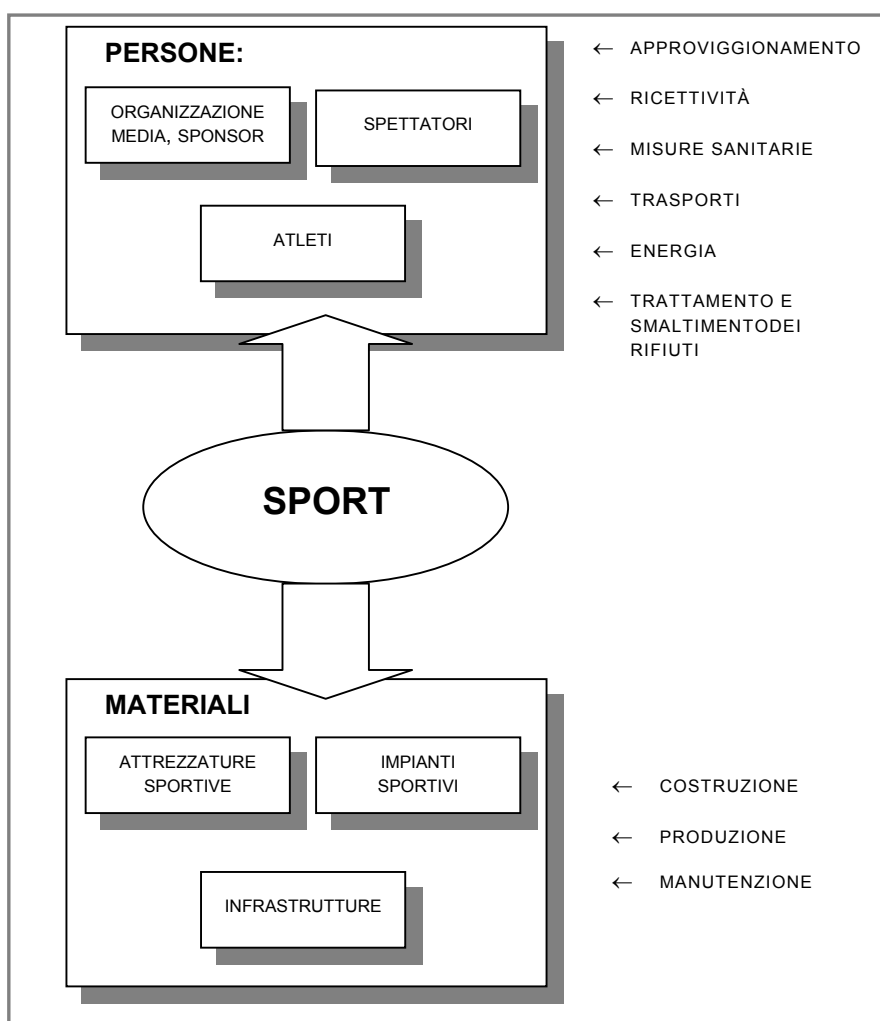 PERSONE:
ORGANIZZAZIONE
MEDIA, SPONSOR
SPETTATORI
ATLETI
← APPROVIGGIONAMENTO
← RICETTIVITÀ
← MISURE SANITARIE
← TRASPORTI
← ENERGIA
← TRATTAMENTO E
SMALTIMENTODEI
RIFIUTI
SPORT
MATERIALI
ATTREZZATURE
SPORTIVE
IMPIANTI
SPORTIVI
INFRASTRUTTURE
← COSTRUZIONE
← PRODUZIONE
← MANUTENZIONE